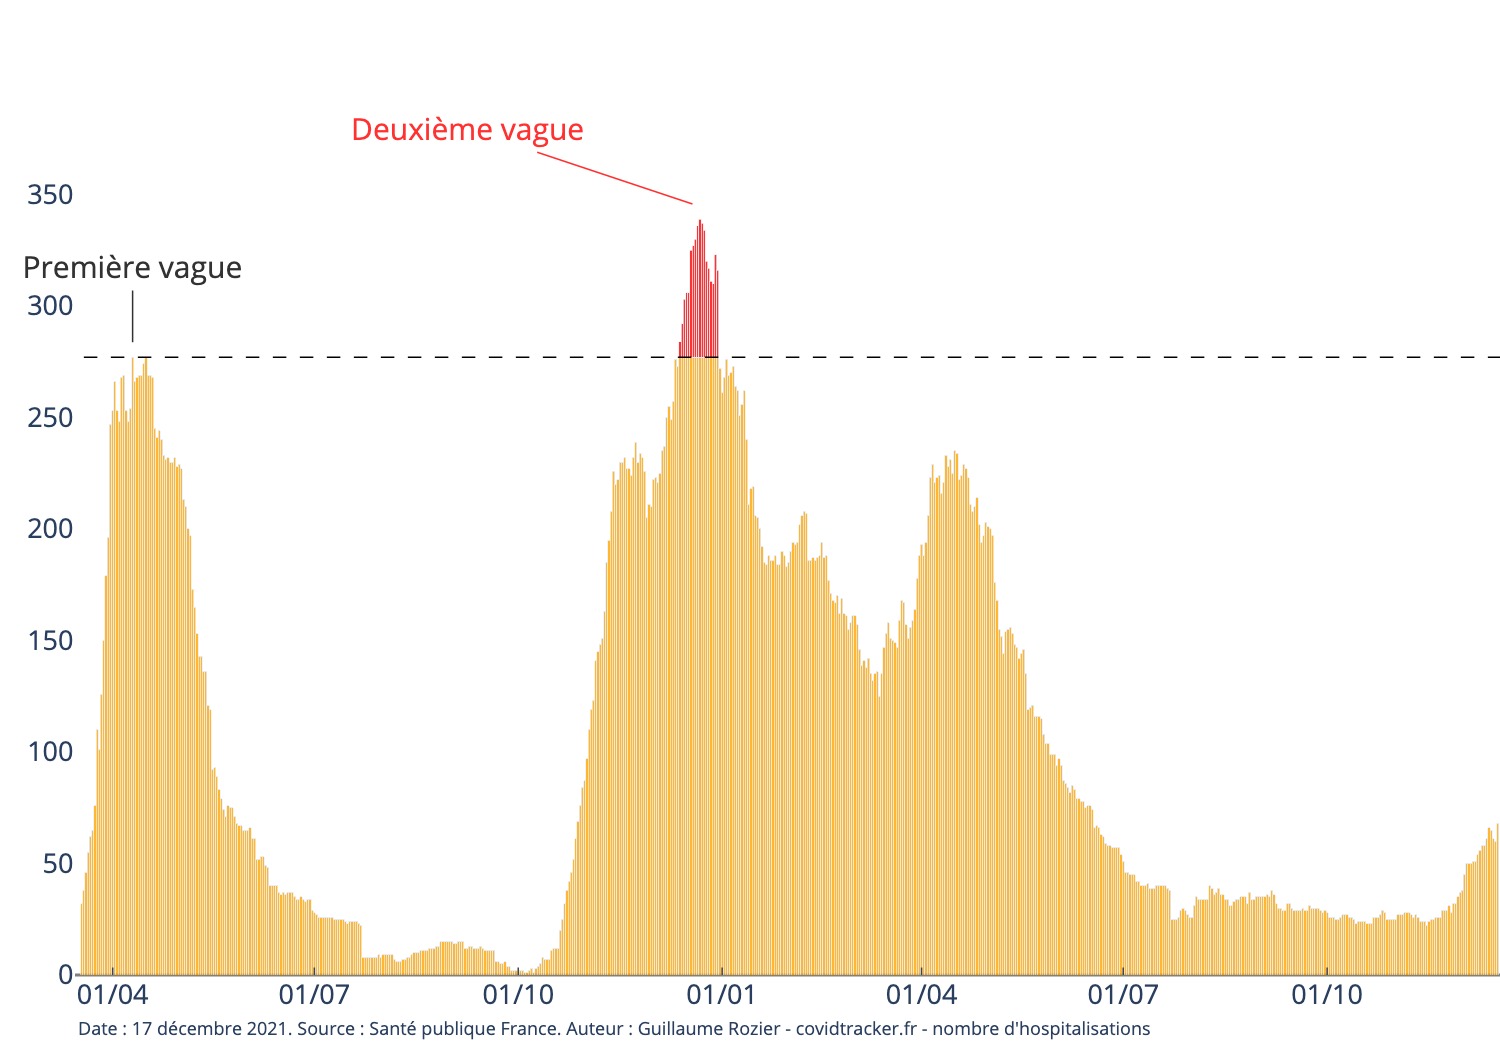 Deuxième vague
350
Première vague
300
250
200
150
100
50
0
01/04 01/07 01/10 01/01 01/04 01/07 01/10
Date : 17 décembre 2021. Source : Santé publique France. Auteur : Guillaume Rozier - covidtracker.fr - nombre d'hospitalisations